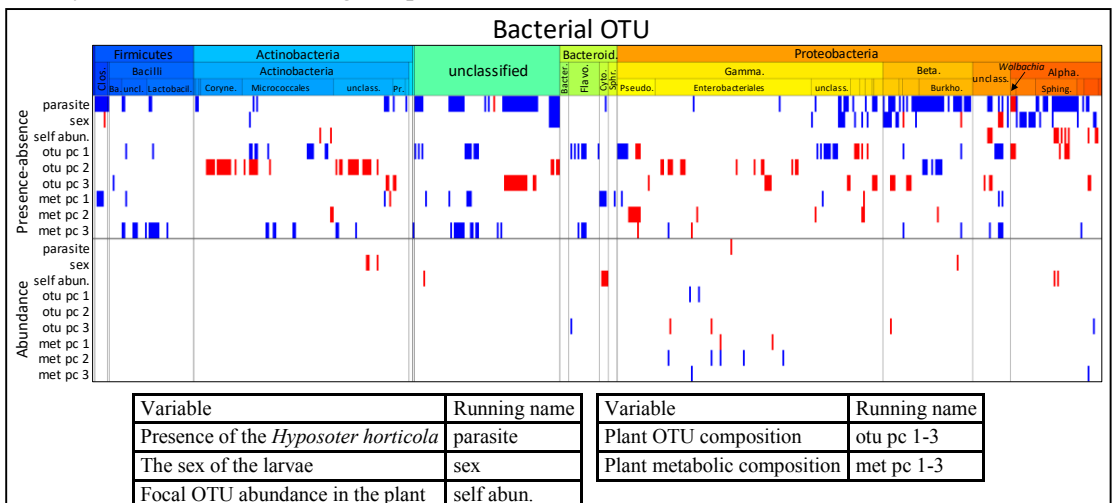 Bacterial OTU
Firmicutes Actinobacteria unclassified Bacteroid. Proteobacteria
Clos. Bacilli Actinobacteria Bacter. Flavo. Cyto. Sphr. Gamma. Beta. unclass. Wolbachia Alpha.
Ba. uncl. Lactobacil. Coryne. Micrococcales unclass. Pr. Pseudo. Enterobacteriales unclass. Burkho. Sphing.
Presence-absence
parasite
sex
self abun.
otu pc 1
otu pc 2
otu pc 3
met pc 1
met pc 2
met pc 3
Abundance
parasite
sex
self abun.
otu pc 1
otu pc 2
otu pc 3
met pc 1
met pc 2
met pc 3
Variable Running name
Presence of the Hyposoter horticola parasite
The sex of the larvae sex
Focal OTU abundance in the plant self abun.
Variable Running name
Plant OTU composition otu pc 1-3
Plant metabolic composition met pc 1-3